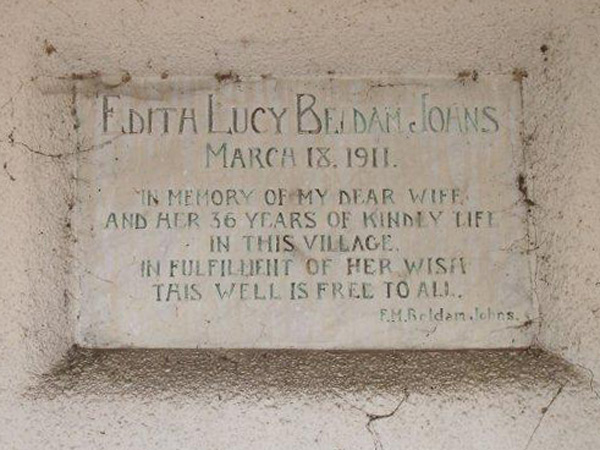 EDITH LUCY BELDAM JOHNS
MARCH 18. 1911.
IN MEMORY OF MY DEAR WIFE
AND HER 36 YEARS OF KINDLY LIFE
IN THIS VILLAGE.
IN FULFILMENT OF HER WISH
THIS WELL IS FREE TO ALL.
F.M. Beldam Johns.